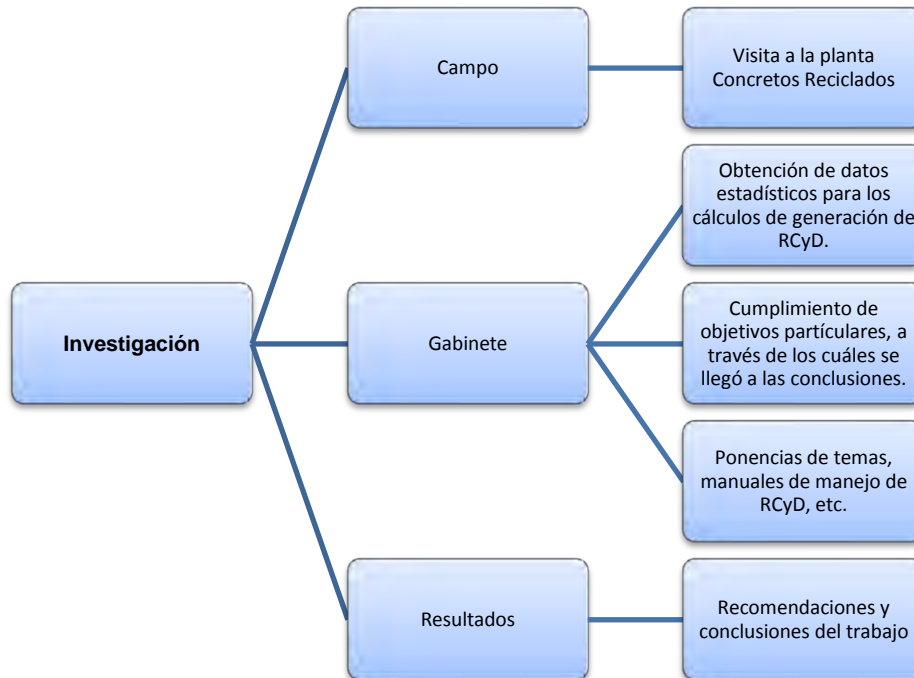 Investigación
Campo
Visita a la planta
Concretos Reciclados
Gabinete
Obtención de datos
estadísticos para los
cálculos de generación de
RCyD.
Cumplimiento de
objetivos partículares, a
través de los cuáles se
llegó a las conclusiones.
Ponencias de temas,
manuales de manejo de
RCyD, etc.
Resultados
Recomendaciones y
conclusiones del trabajo